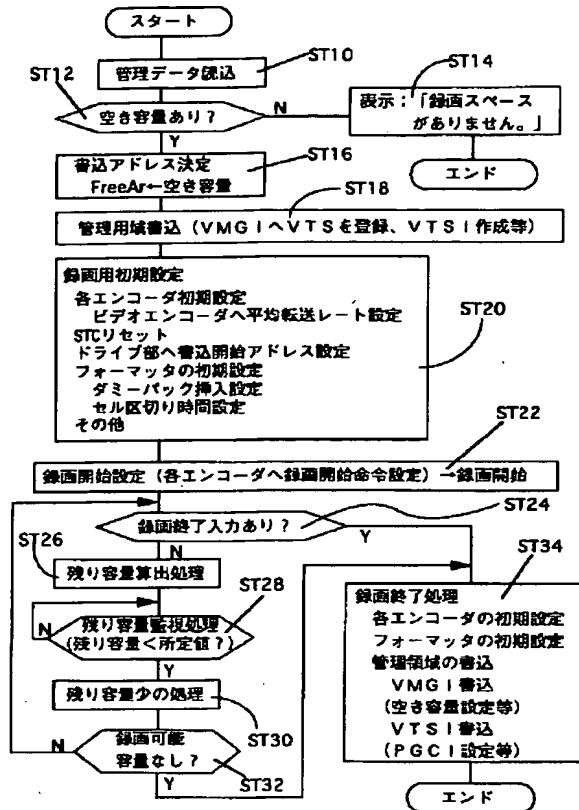 スタート
ST10
管理データ読込
ST12
空き容量あり？
N
ST14
表示：「録画スペース
がありません。」
エンド
Y
ST16
書込アドレス決定
FreeAr←空き容量
ST18
管理用域書込（VMGIへVTSを登録、VTSI作成等）
録画用初期設定
各エンコーダ初期設定
ビデオエンコーダへ平均転送レート設定
STCリセット
ドライブ部へ書込開始アドレス設定
フォーマッタの初期設定
ダミーパック挿入設定
セル区切り時間設定
その他
ST20
ST22
録画開始設定（各エンコーダへ録画開始命令設定）→録画開始
ST24
録画終了入力あり？
Y
N
ST26
残り容量算出処理
ST28
残り容量監視処理
(残り容量＜所定値？)
N
Y
残り容量少の処理
ST30
録画可能
容量なし？
N
ST32
Y
ST34
録画終了処理
各エンコーダの初期設定
フォーマッタの初期設定
管理領域の書込
VMGI書込
(空き容量設定等)
VTSI書込
(PGCI設定等)
エンド